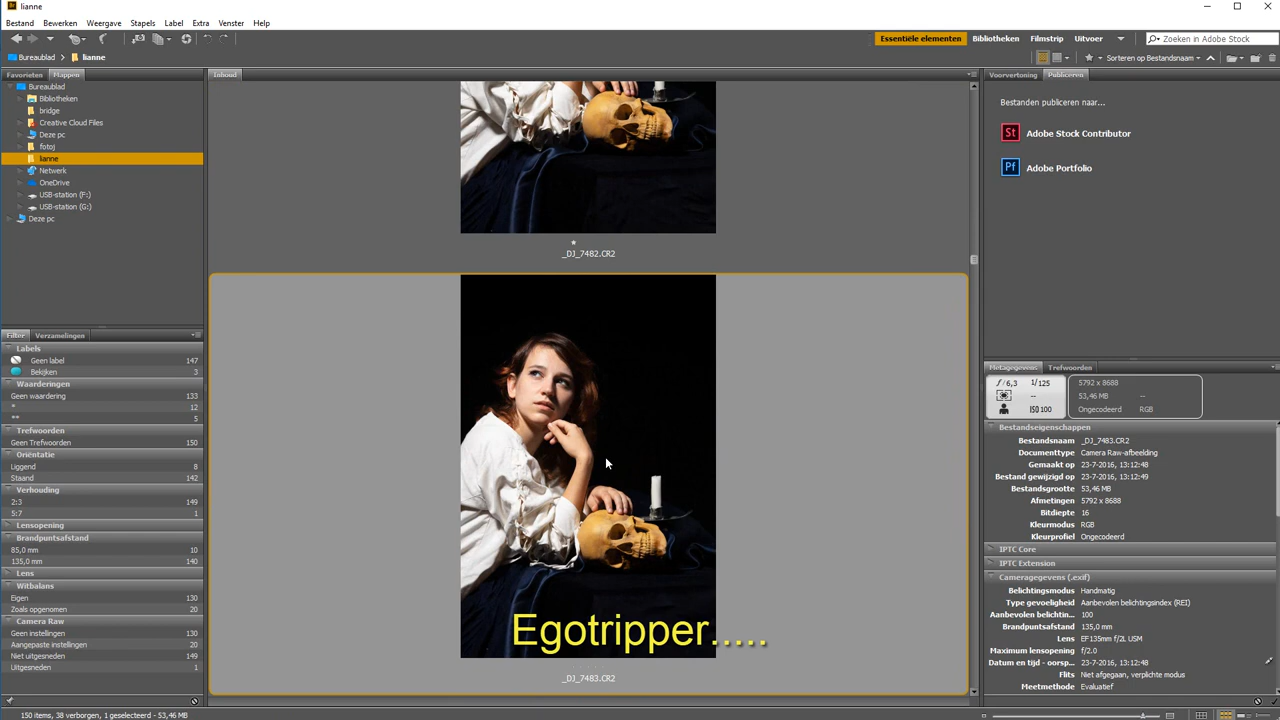 lianne
Bestand Bewerken Weergave Stapels Label Extra Venster Help
Essentiële elementen Bibliotheken Filmstrip Uitvoer Zoeken in Adobe Stock
Bureaublad lianne
Sorteren op Bestandsnaam
Favorieten Mappen
Bureaublad
Bibliotheken
bridge
Creative Cloud Files
Deze pc
fotoj
lianne
Netwerk
OneDrive
USB-station (F:)
USB-station (G:)
Deze pc
Filter Verzamelingen
Labels
Geen label 147
Bekijken 3
Waarderingen
Geen waardering 133
* 12
** 5
Trefwoorden
Geen Trefwoorden 150
Oriëntatie
Liggend 8
Staand 142
Verhouding
2:3 149
5:7 1
Lensopening
Brandpuntsafstand
85,0 mm 10
135,0 mm 140
Lens
Witbalans
Eigen 130
Zoals opgenomen 20
Camera Raw
Geen instellingen 130
Aangepaste instellingen 20
Niet uitgesneden 149
Uitgesneden 1
Inhoud
_DJ_7482.CR2
Egotripper.....
_DJ_7483.CR2
Voorvertoning Publiceren
Bestanden publiceren naar...
St Adobe Stock Contributor
Pf Adobe Portfolio
Metagegevens Trefwoorden
f/6,3 1/125
--
ISO100
5792 x 8688
53,46 MB --
Ongecodeerd RGB
Bestandseigenschappen
Bestandsnaam _DJ_7483.CR2
Documenttype Camera Raw-afbeelding
Gemaakt op 23-7-2016, 13:12:48
Bestand gewijzigd op 23-7-2016, 13:12:49
Bestandsgrootte 53,46 MB
Afmetingen 5792 x 8688
Bitdiepte 16
Kleurmodus RGB
Kleurprofiel Ongecodeerd
IPTC Core
IPTC Extension
Cameragegevens (.exif)
Belichtingsmodus Handmatig
Type gevoeligheid Aanbevolen belichtingsindex (REI)
Aanbevolen belichtin... 100
Brandpuntsafstand 135,0 mm
Lens EF135mm f/2L USM
Maximum lensopening f/2.0
Datum en tijd - oorsp... 23-7-2016, 13:12:48
Flits Niet afgegaan, verplichte modus
Meetmethode Evaluatief
150 items, 38 verborgen, 1 geselecteerd - 53,46 MB